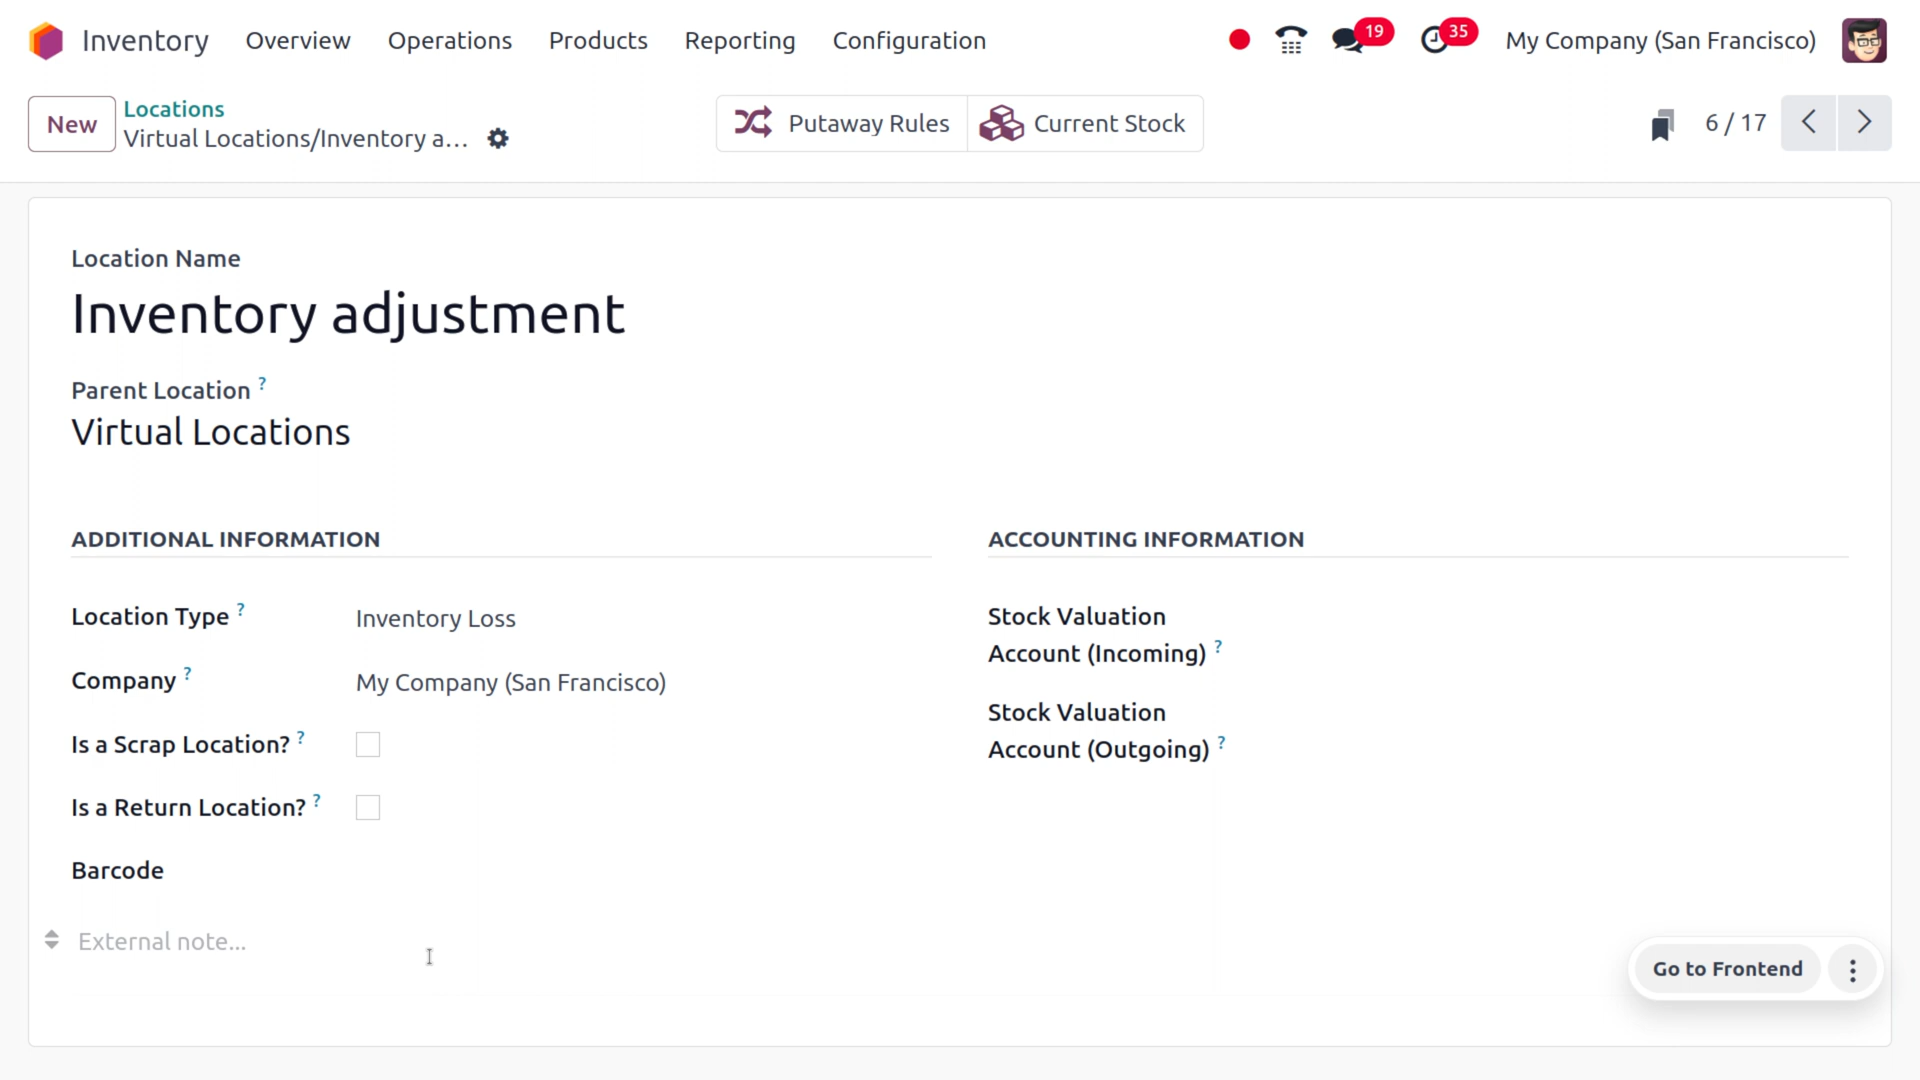 Inventory Overview Operations Products Reporting Configuration 19 35 My Company (San Francisco)
New Locations
Virtual Locations/Inventory a... Putaway Rules Current Stock 6 / 17
Location Name
Inventory adjustment
Parent Location ?
Virtual Locations
ADDITIONAL INFORMATION
Location Type ? Inventory Loss
Company ? My Company (San Francisco)
Is a Scrap Location? ?
Is a Return Location? ?
Barcode
External note...
ACCOUNTING INFORMATION
Stock Valuation
Account (Incoming) ?
Stock Valuation
Account (Outgoing) ?
Go to Frontend